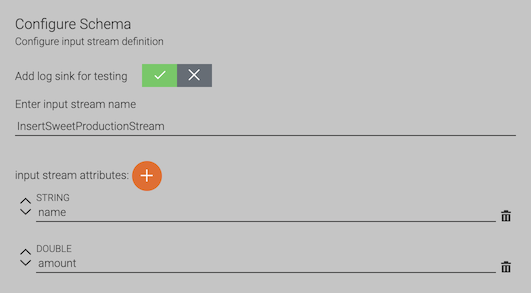 Configure Schema
Configure input stream definition
Add log sink for testing
Enter input stream name
InsertSweetProductionStream
input stream attributes:
STRING
name
DOUBLE
amount